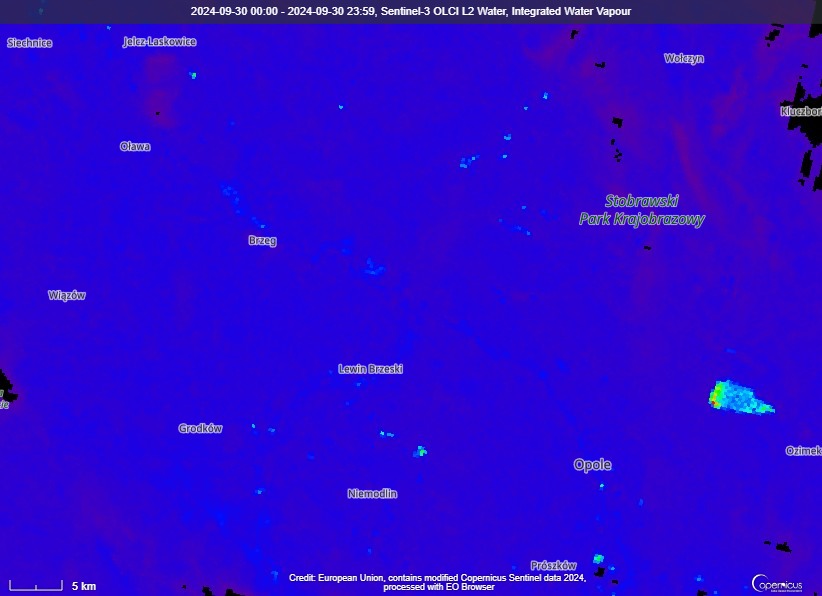 2024-09-30 00:00 - 2024-09-30 23:59, Sentinel-3 OLCI L2 Water, Integrated Water Vapour
Siechnice
Jelcz-Laskowice
Wołczyn
Kluczbor
Oława
Stobrawski
Park Krajobrazowy
Brzeg
Wiązów
Lewin Brzeski
Grodków
Ozimek
Opole
Niemodlin
Prószków
Credit: European Union, contains modified Copernicus Sentinel data 2024,
processed with EO Browser
5 km
opernicus